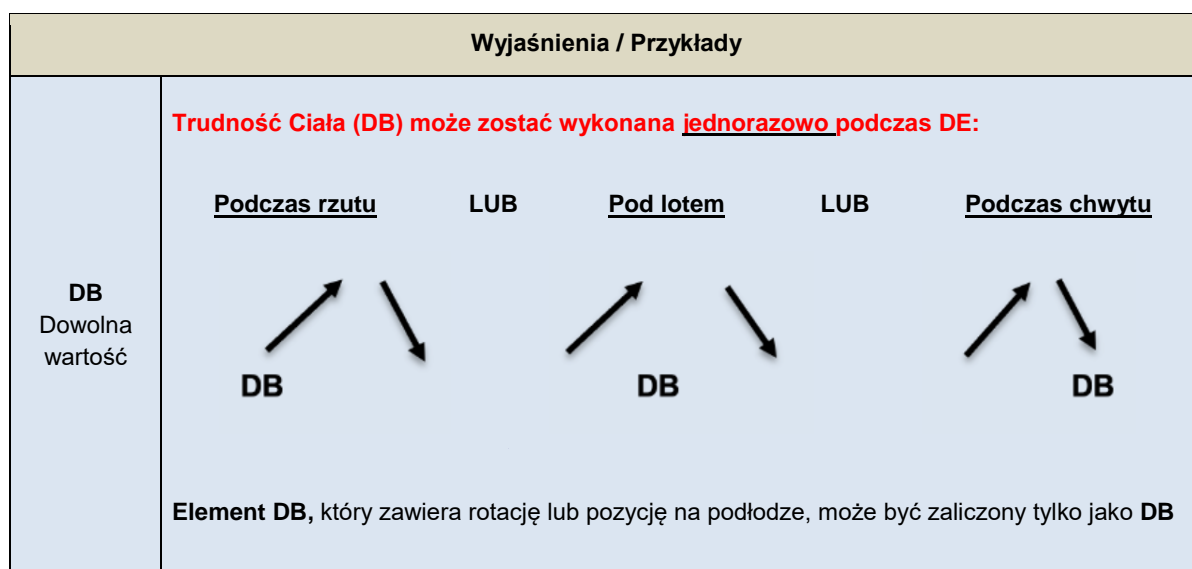 Wyjaśnienia / Przykłady
Trudność Ciała (DB) może zostać wykonana jednorazowo podczas DE:
Podczas rzutu LUB Pod lotem LUB Podczas chwytu
DB
Dowolna
wartość
DB DB DB
Element DB, który zawiera rotację lub pozycję na podłodze, może być zaliczony tylko jako DB